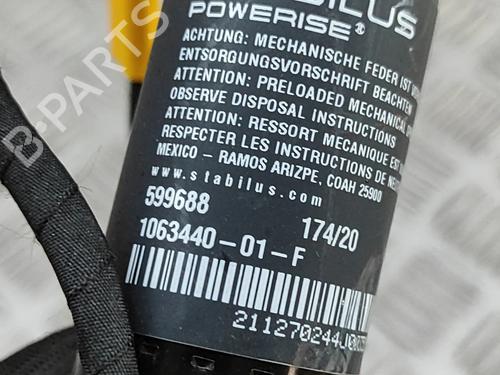 POWERISE®
ACHTUNG: MECHANISCHE FEDER IST
ENTSORGUNGSVORSCHRIFT BEACHTEN
ATTENTION: PRELOADED MECHANICAL
OBSERVE DISPOSAL INSTRUCTIONS
ATTENTION: RESSORT MECANIQUE EST
RESPECTER LES INSTRUCTIONS DE
MEXICO - RAMOS ARIZPE, COAH 25900
www.stabilus.com
599688
174/20
1063440-01-F
B-Parts